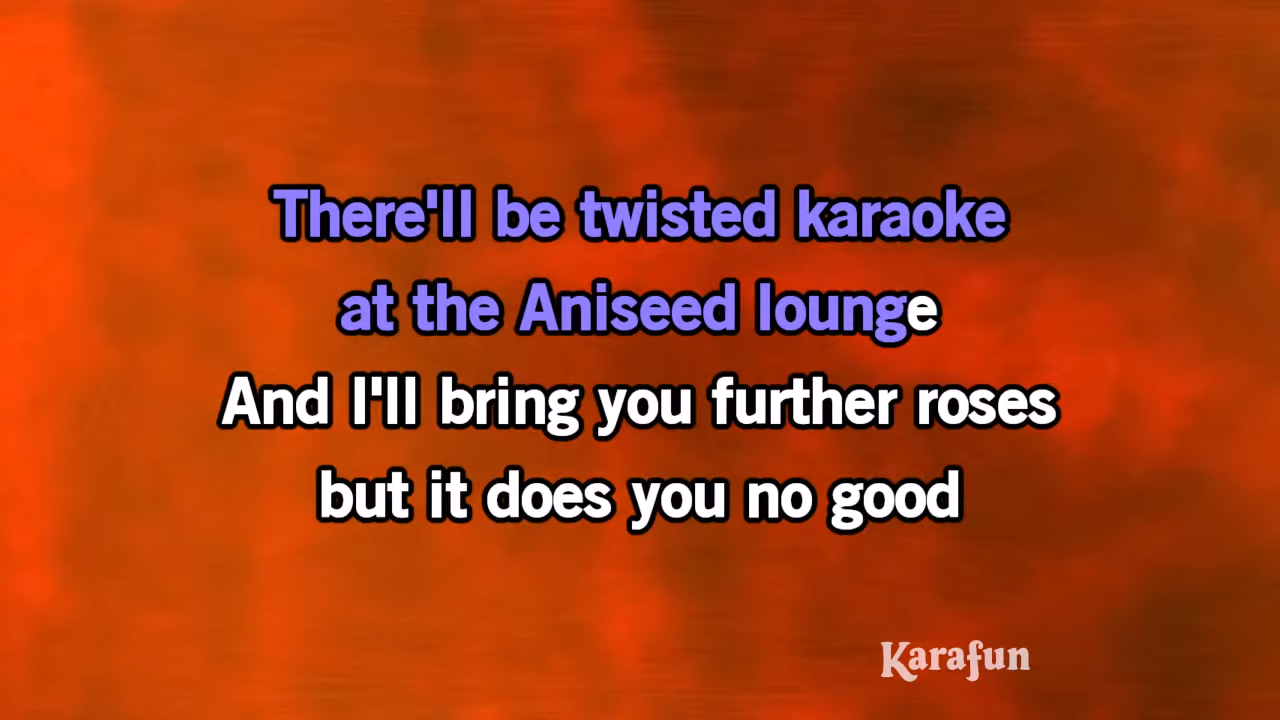 There'll be twisted karaoke
at the Aniseed lounge
And I'll bring you further roses
but it does you no good
Karafun